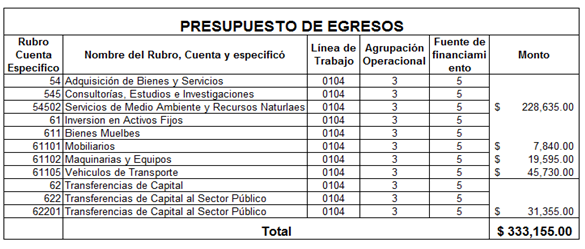 PRESUPUESTO DE EGRESOS
Rubro Cuenta Especifico Nombre del Rubro, Cuenta y especificó Línea de Trabajo Agrupación Operacional Fuente de financiamiento Monto
54 Adquisición de Bienes y Servicios 0104 3 5
545 Consultorías, Estudios e Investigaciones 0104 3 5
54502 Servicios de Medio Ambiente y Recursos Naturlaes 0104 3 5 $ 228,635.00
61 Inversion en Activos Fijos 0104 3 5
611 Bienes Muelbes 0104 3 5
61101 Mobiliarios 0104 3 5 $ 7,840.00
61102 Maquinarias y Equipos 0104 3 5 $ 19,595.00
61105 Vehiculos de Transporte 0104 3 5 $ 45,730.00
62 Transferencias de Capital 0104 3 5
622 Transferencias de Capital al Sector Público 0104 3 5
62201 Transferencias de Capital al Sector Público 0104 3 5 $ 31,355.00
Total $ 333,155.00